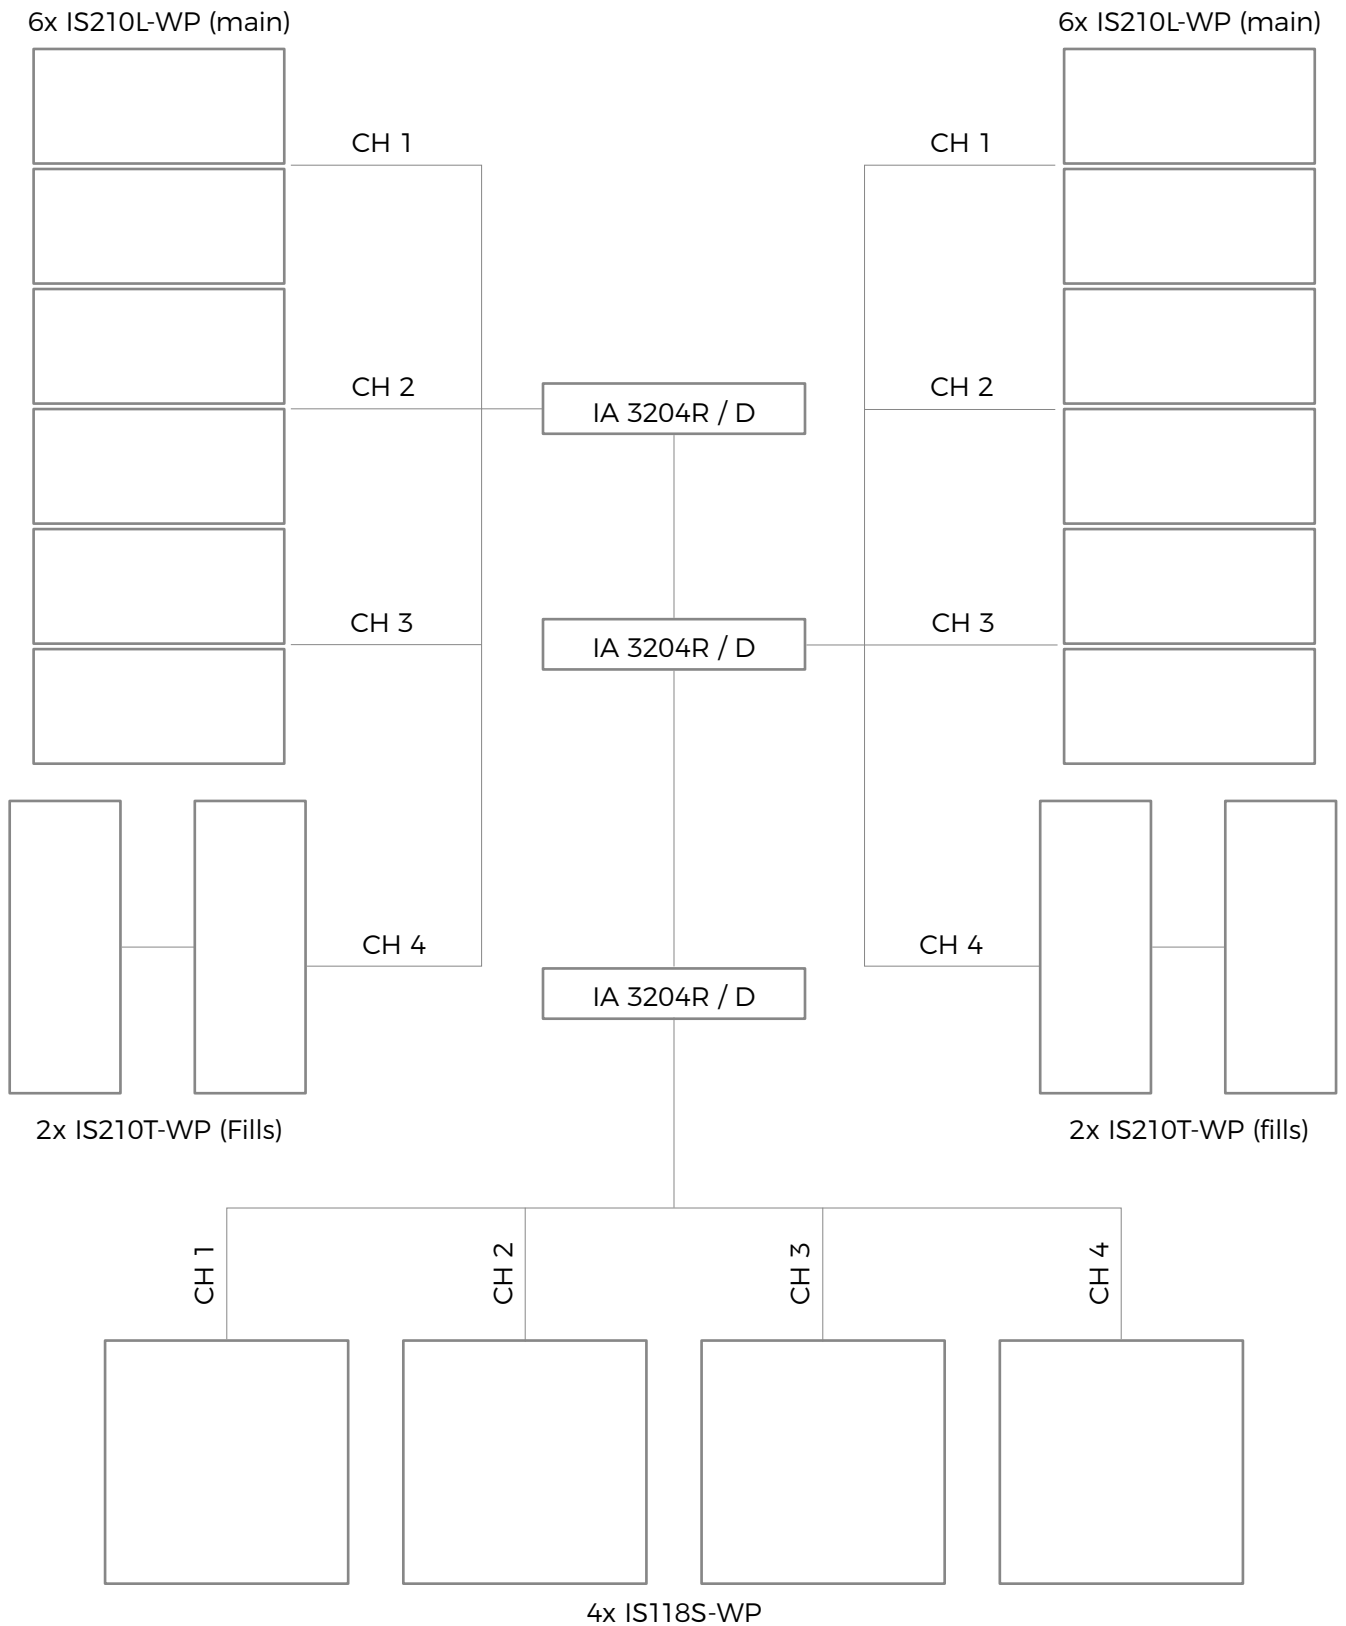 6x IS210L-WP (main)
6x IS210L-WP (main)
CH 1
CH 1
CH 2
CH 2
IA 3204R / D
CH 3
CH 3
IA 3204R / D
CH 4
CH 4
IA 3204R / D
2x IS210T-WP (Fills)
2x IS210T-WP (fills)
CH 1
CH 2
CH 3
CH 4
4x IS118S-WP